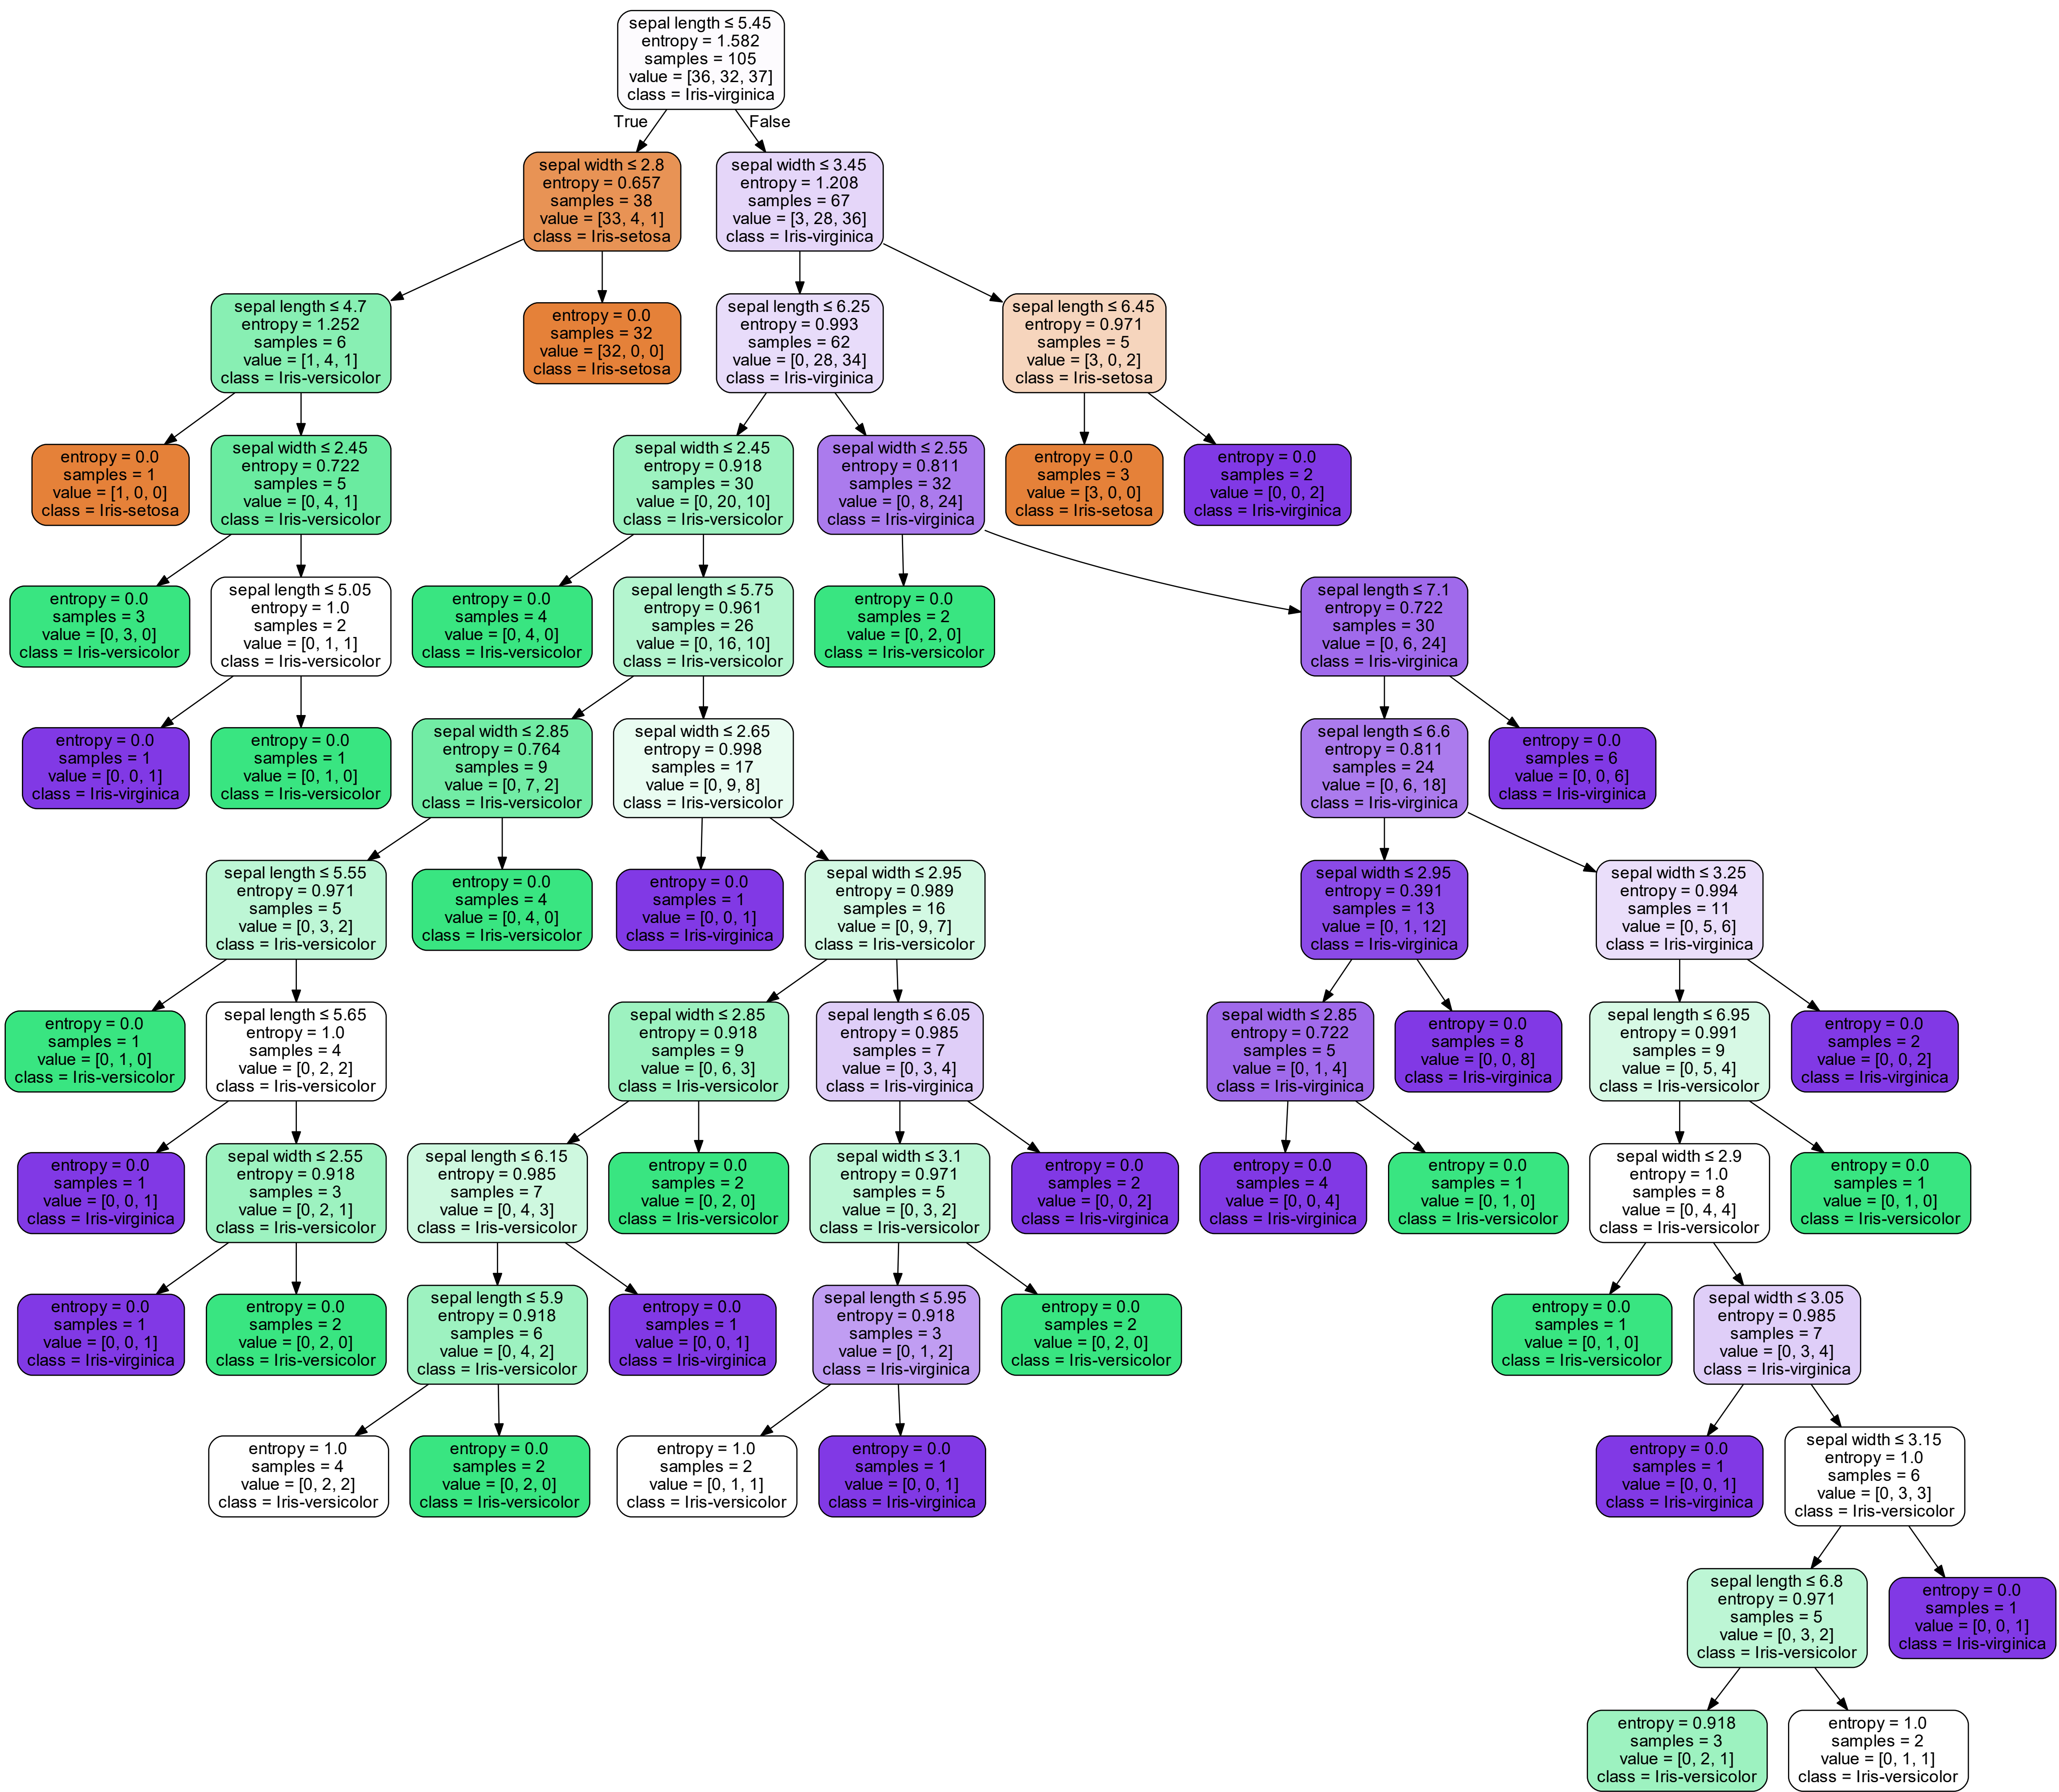 sepal length ≤ 5.45
entropy = 1.582
samples = 105
value = [36, 32, 37]
class = Iris-virginica
True
False
sepal width ≤ 2.8
entropy = 0.657
samples = 38
value = [33, 4, 1]
class = Iris-setosa
sepal width ≤ 3.45
entropy = 1.208
samples = 67
value = [3, 28, 36]
class = Iris-virginica
sepal length ≤ 4.7
entropy = 1.252
samples = 6
value = [1, 4, 1]
class = Iris-versicolor
entropy = 0.0
samples = 32
value = [32, 0, 0]
class = Iris-setosa
sepal length ≤ 6.25
entropy = 0.993
samples = 62
value = [0, 28, 34]
class = Iris-virginica
sepal length ≤ 6.45
entropy = 0.971
samples = 5
value = [3, 0, 2]
class = Iris-setosa
entropy = 0.0
samples = 1
value = [1, 0, 0]
class = Iris-setosa
sepal width ≤ 2.45
entropy = 0.722
samples = 5
value = [0, 4, 1]
class = Iris-versicolor
sepal width ≤ 2.45
entropy = 0.918
samples = 30
value = [0, 20, 10]
class = Iris-versicolor
sepal width ≤ 2.55
entropy = 0.811
samples = 32
value = [0, 8, 24]
class = Iris-virginica
entropy = 0.0
samples = 3
value = [3, 0, 0]
class = Iris-setosa
entropy = 0.0
samples = 2
value = [0, 0, 2]
class = Iris-virginica
entropy = 0.0
samples = 3
value = [0, 3, 0]
class = Iris-versicolor
sepal length ≤ 5.05
entropy = 1.0
samples = 2
value = [0, 1, 1]
class = Iris-versicolor
entropy = 0.0
samples = 4
value = [0, 4, 0]
class = Iris-versicolor
sepal length ≤ 5.75
entropy = 0.961
samples = 26
value = [0, 16, 10]
class = Iris-versicolor
entropy = 0.0
samples = 2
value = [0, 2, 0]
class = Iris-versicolor
sepal length ≤ 7.1
entropy = 0.722
samples = 30
value = [0, 6, 24]
class = Iris-virginica
entropy = 0.0
samples = 1
value = [0, 0, 1]
class = Iris-virginica
entropy = 0.0
samples = 1
value = [0, 1, 0]
class = Iris-versicolor
sepal width ≤ 2.85
entropy = 0.764
samples = 9
value = [0, 7, 2]
class = Iris-versicolor
sepal width ≤ 2.65
entropy = 0.998
samples = 17
value = [0, 9, 8]
class = Iris-versicolor
sepal length ≤ 6.6
entropy = 0.811
samples = 24
value = [0, 6, 18]
class = Iris-virginica
entropy = 0.0
samples = 6
value = [0, 0, 6]
class = Iris-virginica
sepal length ≤ 5.55
entropy = 0.971
samples = 5
value = [0, 3, 2]
class = Iris-versicolor
entropy = 0.0
samples = 4
value = [0, 4, 0]
class = Iris-versicolor
entropy = 0.0
samples = 1
value = [0, 0, 1]
class = Iris-virginica
sepal width ≤ 2.95
entropy = 0.989
samples = 16
value = [0, 9, 7]
class = Iris-versicolor
sepal width ≤ 2.95
entropy = 0.391
samples = 13
value = [0, 1, 12]
class = Iris-virginica
sepal width ≤ 3.25
entropy = 0.994
samples = 11
value = [0, 5, 6]
class = Iris-virginica
entropy = 0.0
samples = 1
value = [0, 1, 0]
class = Iris-versicolor
sepal length ≤ 5.65
entropy = 1.0
samples = 4
value = [0, 2, 2]
class = Iris-versicolor
sepal width ≤ 2.85
entropy = 0.918
samples = 9
value = [0, 6, 3]
class = Iris-versicolor
sepal length ≤ 6.05
entropy = 0.985
samples = 7
value = [0, 3, 4]
class = Iris-virginica
sepal width ≤ 2.85
entropy = 0.722
samples = 5
value = [0, 1, 4]
class = Iris-virginica
entropy = 0.0
samples = 8
value = [0, 0, 8]
class = Iris-virginica
sepal length ≤ 6.95
entropy = 0.991
samples = 9
value = [0, 5, 4]
class = Iris-versicolor
entropy = 0.0
samples = 2
value = [0, 0, 2]
class = Iris-virginica
entropy = 0.0
samples = 1
value = [0, 0, 1]
class = Iris-virginica
sepal width ≤ 2.55
entropy = 0.918
samples = 3
value = [0, 2, 1]
class = Iris-versicolor
sepal length ≤ 6.15
entropy = 0.985
samples = 7
value = [0, 4, 3]
class = Iris-versicolor
entropy = 0.0
samples = 2
value = [0, 2, 0]
class = Iris-versicolor
sepal width ≤ 3.1
entropy = 0.971
samples = 5
value = [0, 3, 2]
class = Iris-versicolor
entropy = 0.0
samples = 2
value = [0, 0, 2]
class = Iris-virginica
entropy = 0.0
samples = 4
value = [0, 0, 4]
class = Iris-virginica
entropy = 0.0
samples = 1
value = [0, 1, 0]
class = Iris-versicolor
sepal width ≤ 2.9
entropy = 1.0
samples = 8
value = [0, 4, 4]
class = Iris-versicolor
entropy = 0.0
samples = 1
value = [0, 1, 0]
class = Iris-versicolor
entropy = 0.0
samples = 1
value = [0, 0, 1]
class = Iris-virginica
entropy = 0.0
samples = 2
value = [0, 2, 0]
class = Iris-versicolor
sepal length ≤ 5.9
entropy = 0.918
samples = 6
value = [0, 4, 2]
class = Iris-versicolor
entropy = 0.0
samples = 1
value = [0, 0, 1]
class = Iris-virginica
sepal length ≤ 5.95
entropy = 0.918
samples = 3
value = [0, 1, 2]
class = Iris-virginica
entropy = 0.0
samples = 2
value = [0, 2, 0]
class = Iris-versicolor
entropy = 0.0
samples = 1
value = [0, 1, 0]
class = Iris-versicolor
sepal width ≤ 3.05
entropy = 0.985
samples = 7
value = [0, 3, 4]
class = Iris-virginica
entropy = 1.0
samples = 4
value = [0, 2, 2]
class = Iris-versicolor
entropy = 0.0
samples = 2
value = [0, 2, 0]
class = Iris-versicolor
entropy = 1.0
samples = 2
value = [0, 1, 1]
class = Iris-versicolor
entropy = 0.0
samples = 1
value = [0, 0, 1]
class = Iris-virginica
entropy = 0.0
samples = 1
value = [0, 0, 1]
class = Iris-virginica
sepal width ≤ 3.15
entropy = 1.0
samples = 6
value = [0, 3, 3]
class = Iris-versicolor
sepal length ≤ 6.8
entropy = 0.971
samples = 5
value = [0, 3, 2]
class = Iris-versicolor
entropy = 0.0
samples = 1
value = [0, 0, 1]
class = Iris-virginica
entropy = 0.918
samples = 3
value = [0, 2, 1]
class = Iris-versicolor
entropy = 1.0
samples = 2
value = [0, 1, 1]
class = Iris-versicolor